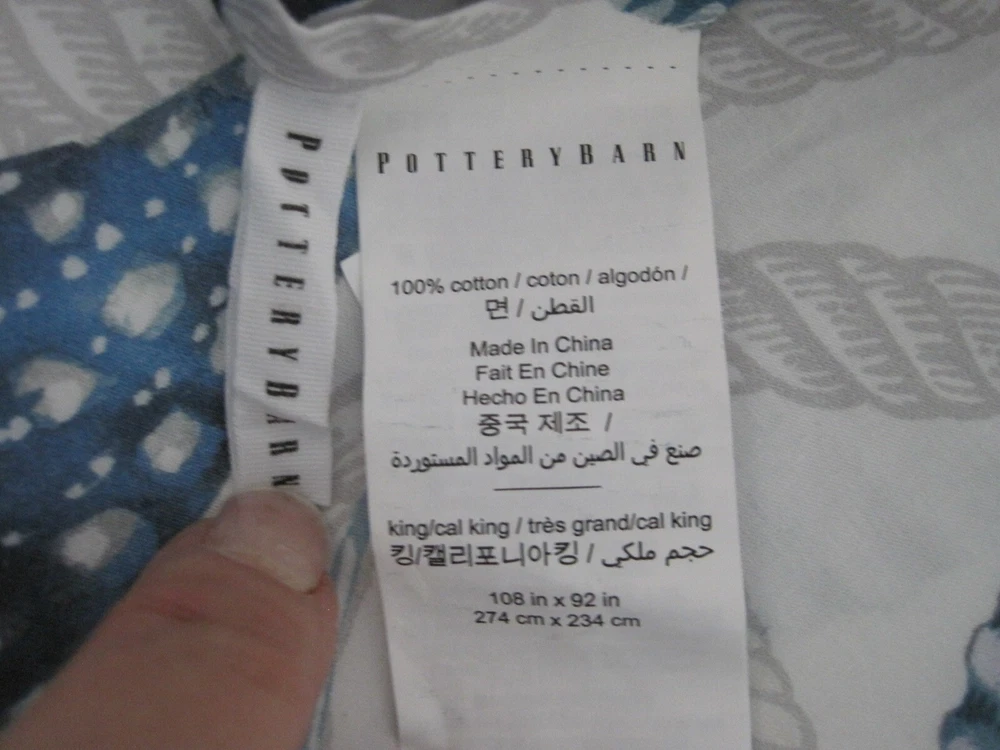 POTTERYBARN
POTTERYBARN
100% cotton / coton / algodón /
면 / القطن
Made In China
Fait En Chine
Hecho En China
중국 제조 /
صنع في الصين من المواد المستوردة
king/cal king / très grand/cal king
킹/캘리포니아킹 / حجم ملكي
108 in x 92 in
274 cm x 234 cm